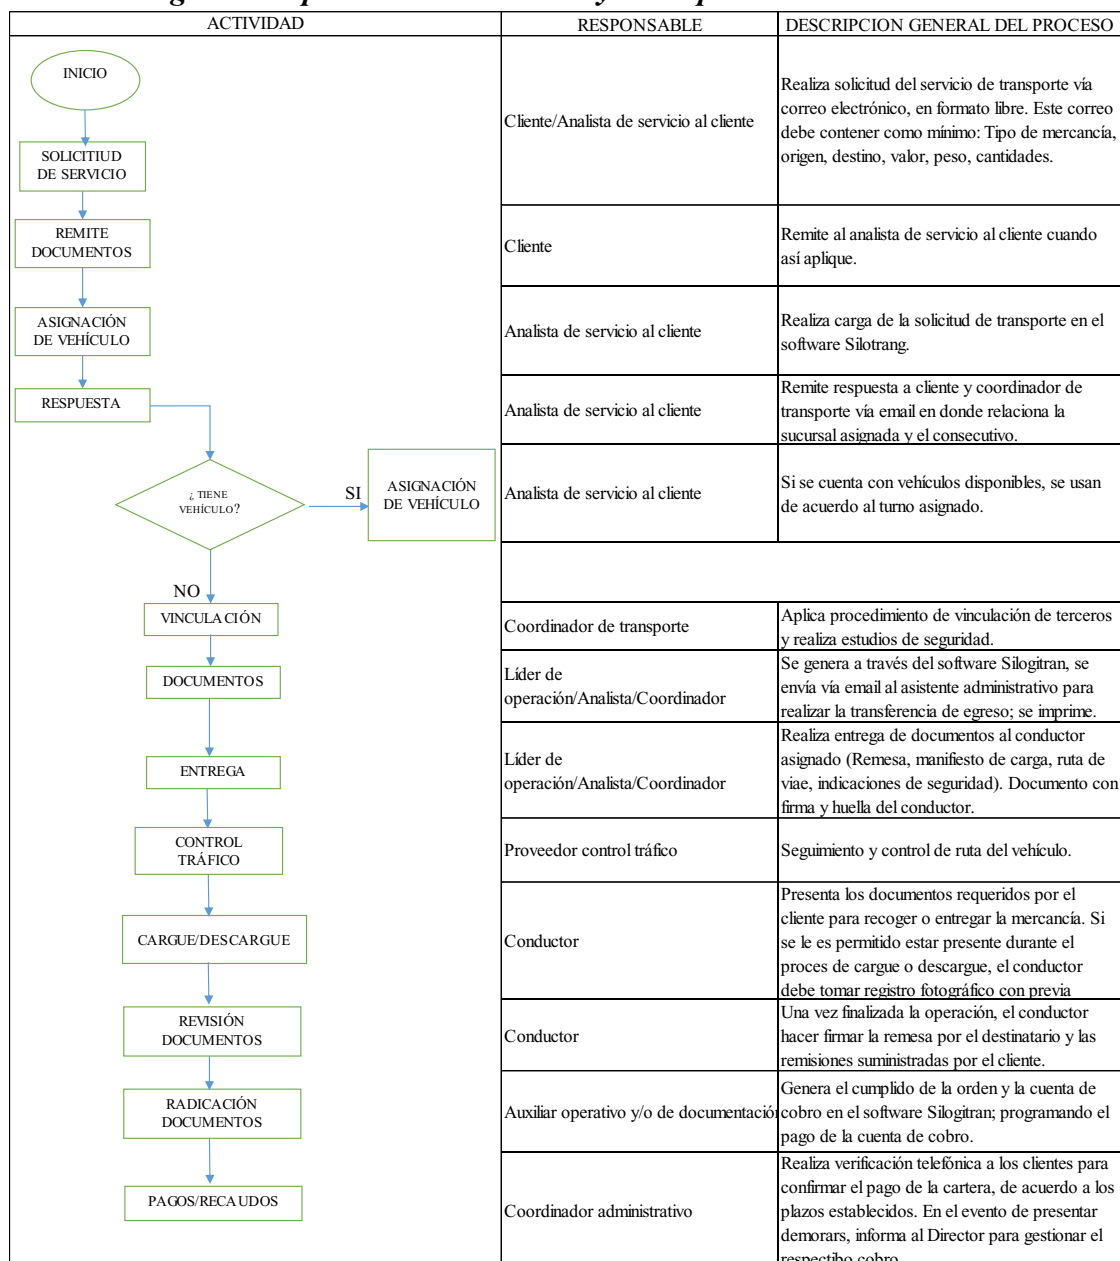 ACTIVIDAD
RESPONSABLE
DESCRIPCION GENERAL DEL PROCESO
INICIO
Cliente/Analista de servicio al cliente
Realiza solicitud del servicio de transporte vía
correo electrónico, en formato libre. Este correo
debe contener como mínimo: Tipo de mercancía,
origen, destino, valor, peso, cantidades.
SOLICITIUD
DE SERVICIO
REMITE
DOCUMENTOS
Cliente
Remite al analista de servicio al cliente cuando
así aplique.
ASIGNACIÓN
DE VEHÍCULO
Analista de servicio al cliente
Realiza carga de la solicitud de transporte en el
software Silotrang.
RESPUESTA
Analista de servicio al cliente
Remite respuesta a cliente y coordinador de
transporte vía email en donde relaciona la
sucursal asignada y el consecutivo.
¿ TIENE
VEHÍCULO?
SI
ASIGNACIÓN
DE VEHÍCULO
Analista de servicio al cliente
Si se cuenta con vehículos disponibles, se usan
de acuerdo al turno asignado.
NO
VINCULACIÓN
Coordinador de transporte
Aplica procedimiento de vinculación de terceros
y realiza estudios de seguridad.
DOCUMENTOS
Líder de
operación/Analista/Coordinador
Se genera a través del software Silogitran, se
envía vía email al asistente administrativo para
realizar la transferencia de egreso; se imprime.
ENTREGA
Líder de
operación/Analista/Coordinador
Realiza entrega de documentos al conductor
asignado (Remesa, manifiesto de carga, ruta de
viae, indicaciones de seguridad). Documento con
firma y huella del conductor.
CONTROL
TRÁFICO
Proveedor control tráfico
Seguimiento y control de ruta del vehículo.
CARGUE/DESCARGUE
Conductor
Presenta los documentos requeridos por el
cliente para recoger o entregar la mercancía. Si
se le es permitido estar presente durante el
proces de cargue o descargue, el conductor
debe tomar registro fotográfico con previa
REVISIÓN
DOCUMENTOS
Conductor
Una vez finalizada la operación, el conductor
hacer firmar la remesa por el destinatario y las
remisiones suministradas por el cliente.
RADICACIÓN
DOCUMENTOS
Auxiliar operativo y/o de documentación
Genera el cumplido de la orden y la cuenta de
cobro en el software Silogitran; programando el
pago de la cuenta de cobro.
PAGOS/RECAUDOS
Coordinador administrativo
Realiza verificación telefónica a los clientes para
confirmar el pago de la cartera, de acuerdo a los
plazos establecidos. En el evento de presentar
demorars, informa al Director para gestionar el
respectibo cobro